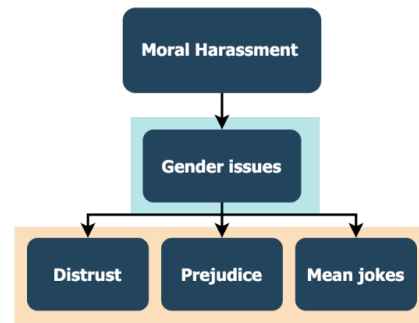 Moral Harassment
Gender issues
Distrust
Prejudice
Mean jokes